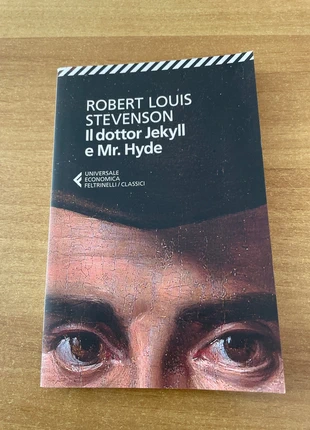 ROBERT LOUIS
STEVENSON
Il dottor Jekyll
e Mr. Hyde
UNIVERSALE
ECONOMICA
FELTRINELLI/CLASSICI